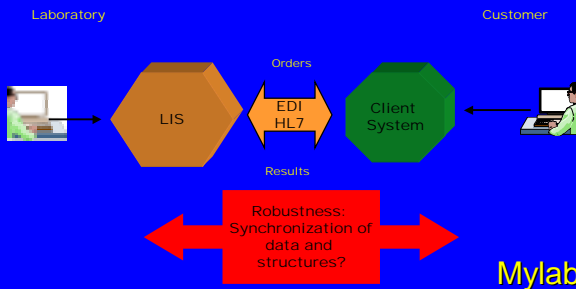 Laboratory
Customer
Orders
LIS
EDI
HL7
Client
System
Results
Robustness:
Synchronization of
data and
structures?
Mylab